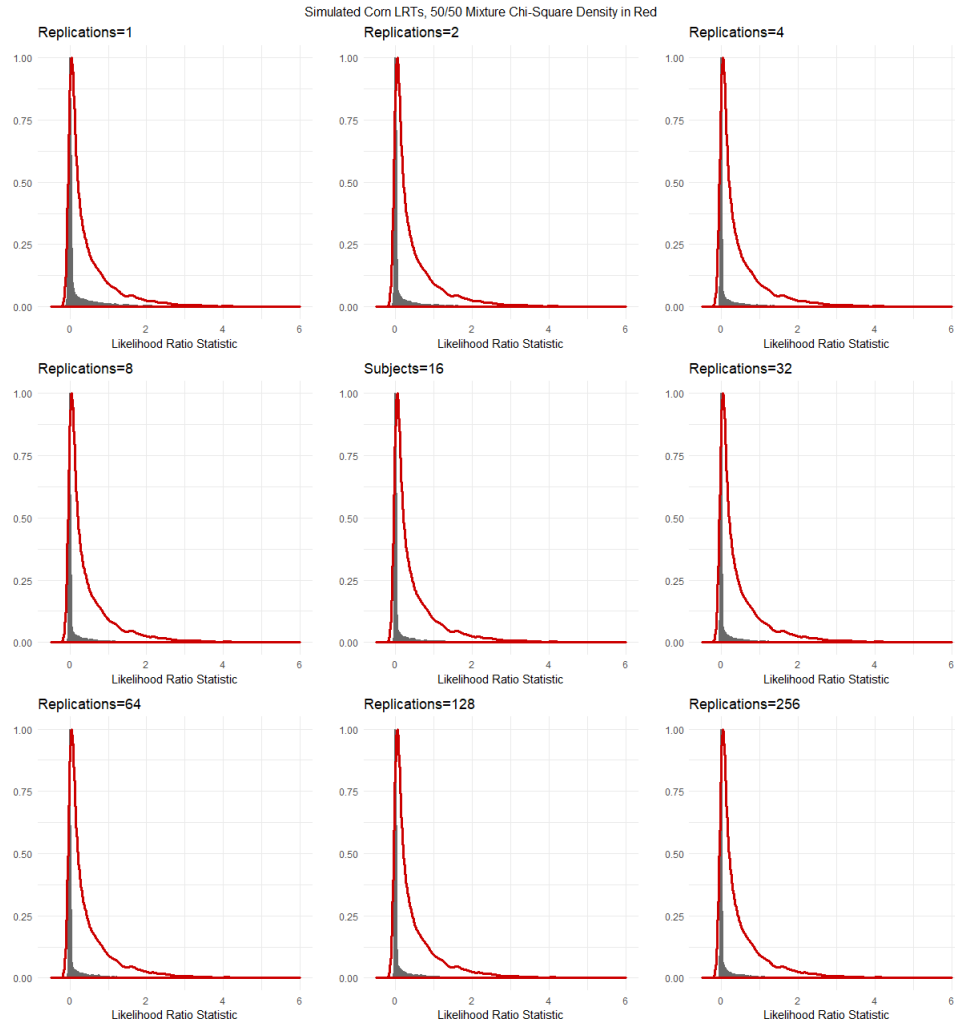 Simulated Corn LRTs, 50/50 Mixture Chi-Square Density in Red
Replications=1
Replications=2
Replications=4
1.00
1.00
1.00
0.75
0.75
0.75
0.50
0.50
0.50
0.25
0.25
0.25
0.00
0.00
0.00
0 2 4 6
0 2 4 6
0 2 4 6
Likelihood Ratio Statistic
Likelihood Ratio Statistic
Likelihood Ratio Statistic
Replications=8
Subjects=16
Replications=32
1.00
1.00
1.00
0.75
0.75
0.75
0.50
0.50
0.50
0.25
0.25
0.25
0.00
0.00
0.00
0 2 4 6
0 2 4 6
0 2 4 6
Likelihood Ratio Statistic
Likelihood Ratio Statistic
Likelihood Ratio Statistic
Replications=64
Replications=128
Replications=256
1.00
1.00
1.00
0.75
0.75
0.75
0.50
0.50
0.50
0.25
0.25
0.25
0.00
0.00
0.00
0 2 4 6
0 2 4 6
0 2 4 6
Likelihood Ratio Statistic
Likelihood Ratio Statistic
Likelihood Ratio Statistic